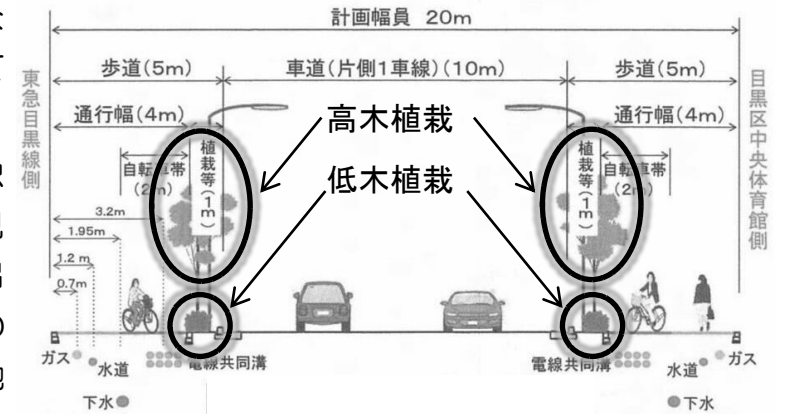 計画幅員 20m
歩道(5m)
車道(片側1車線)(10m)
歩道(5m)
東急目黒線側
目黒区中央体育館側
通行幅(4m)
通行幅(4m)
高木植栽
低木植栽
植栽等(1m)
植栽等(1m)
自転車帯
(2m)
自転車帯
(2m)
3.2m
1.95m
1.2m
0.7m
ガス
水道
下水
電線共同溝
電線共同溝
水道
ガス
下水